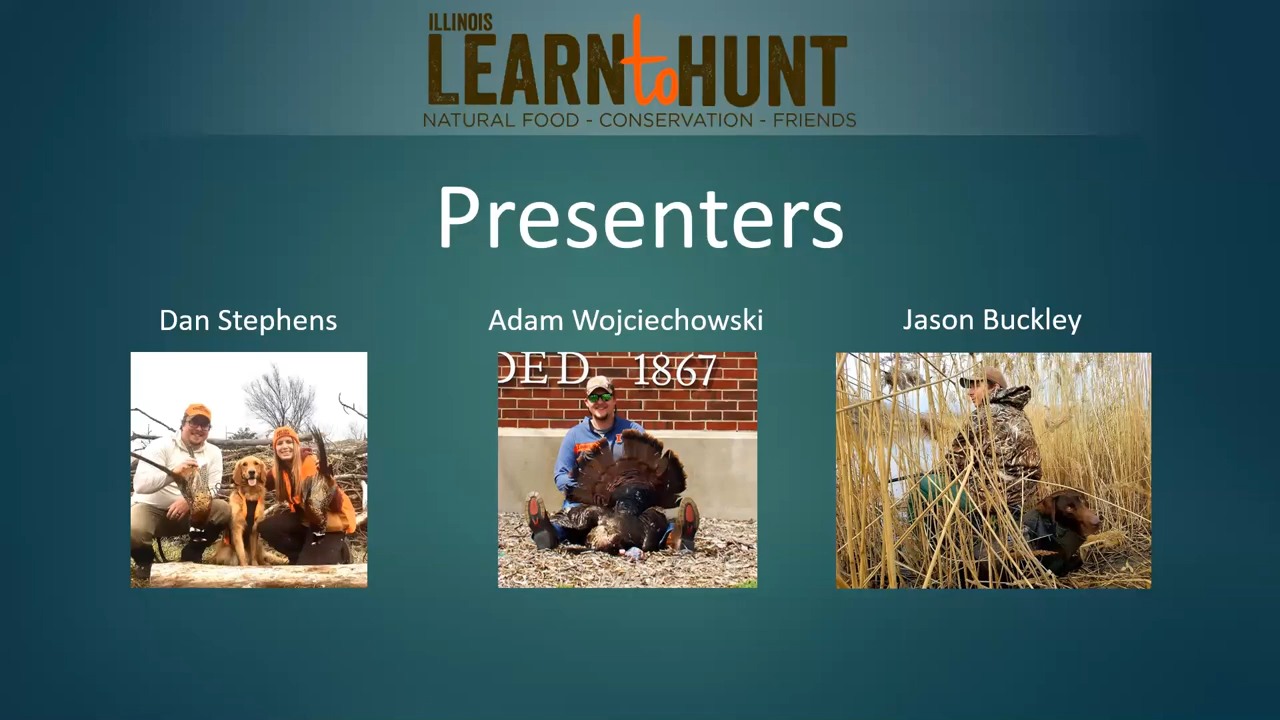 ILLINOIS
LEARN to HUNT
NATURAL FOOD - CONSERVATION - FRIENDS
Presenters
Dan Stephens
Adam Wojciechowski
Jason Buckley
DED 1867